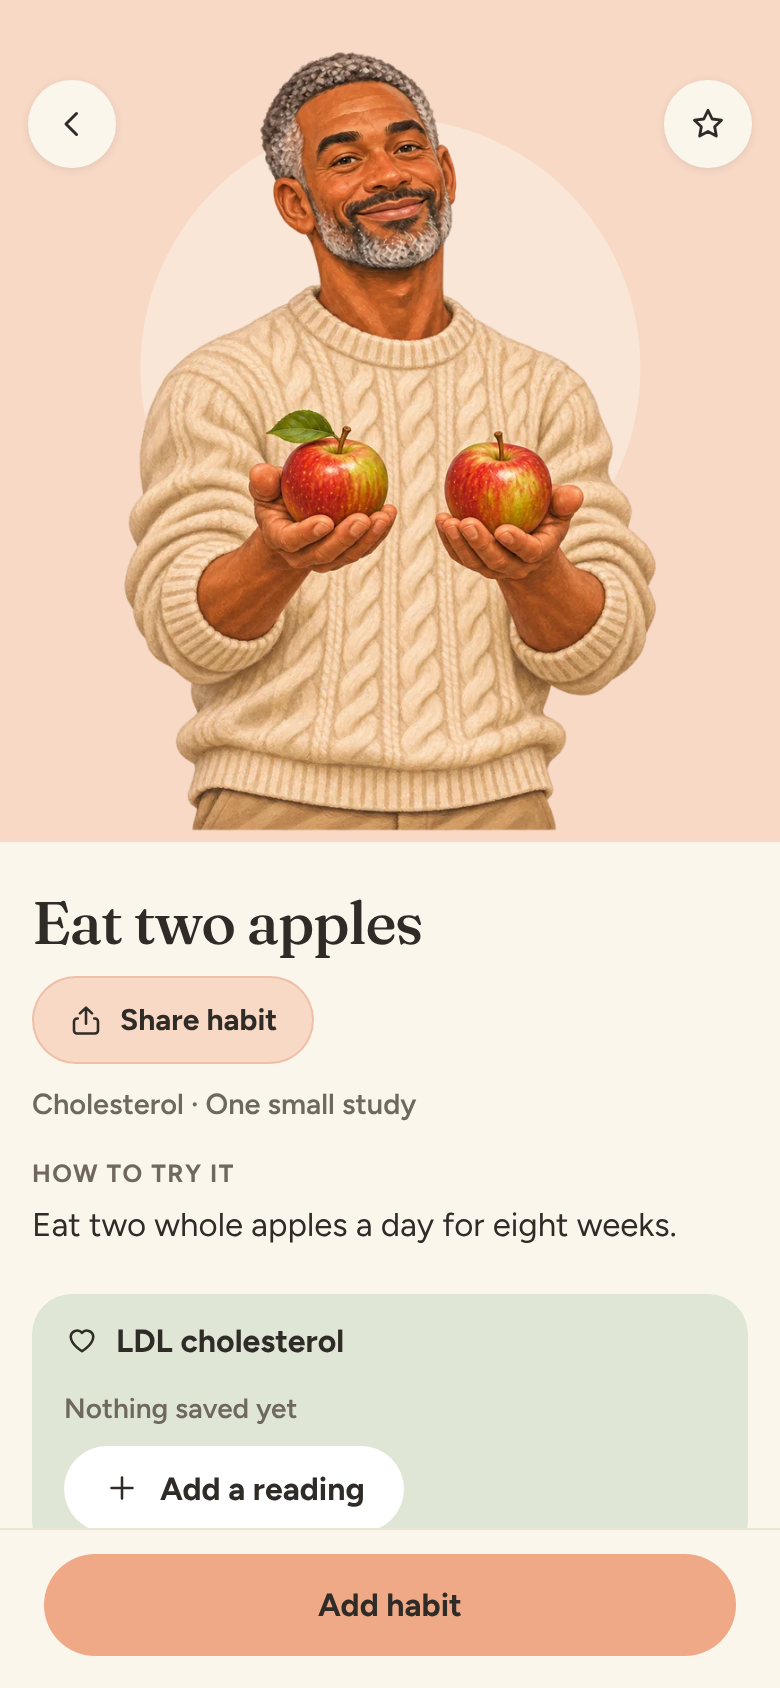 Eat two apples
Share habit
Cholesterol · One small study
HOW TO TRY IT
Eat two whole apples a day for eight weeks.
LDL cholesterol
Nothing saved yet
Add a reading
Add habit